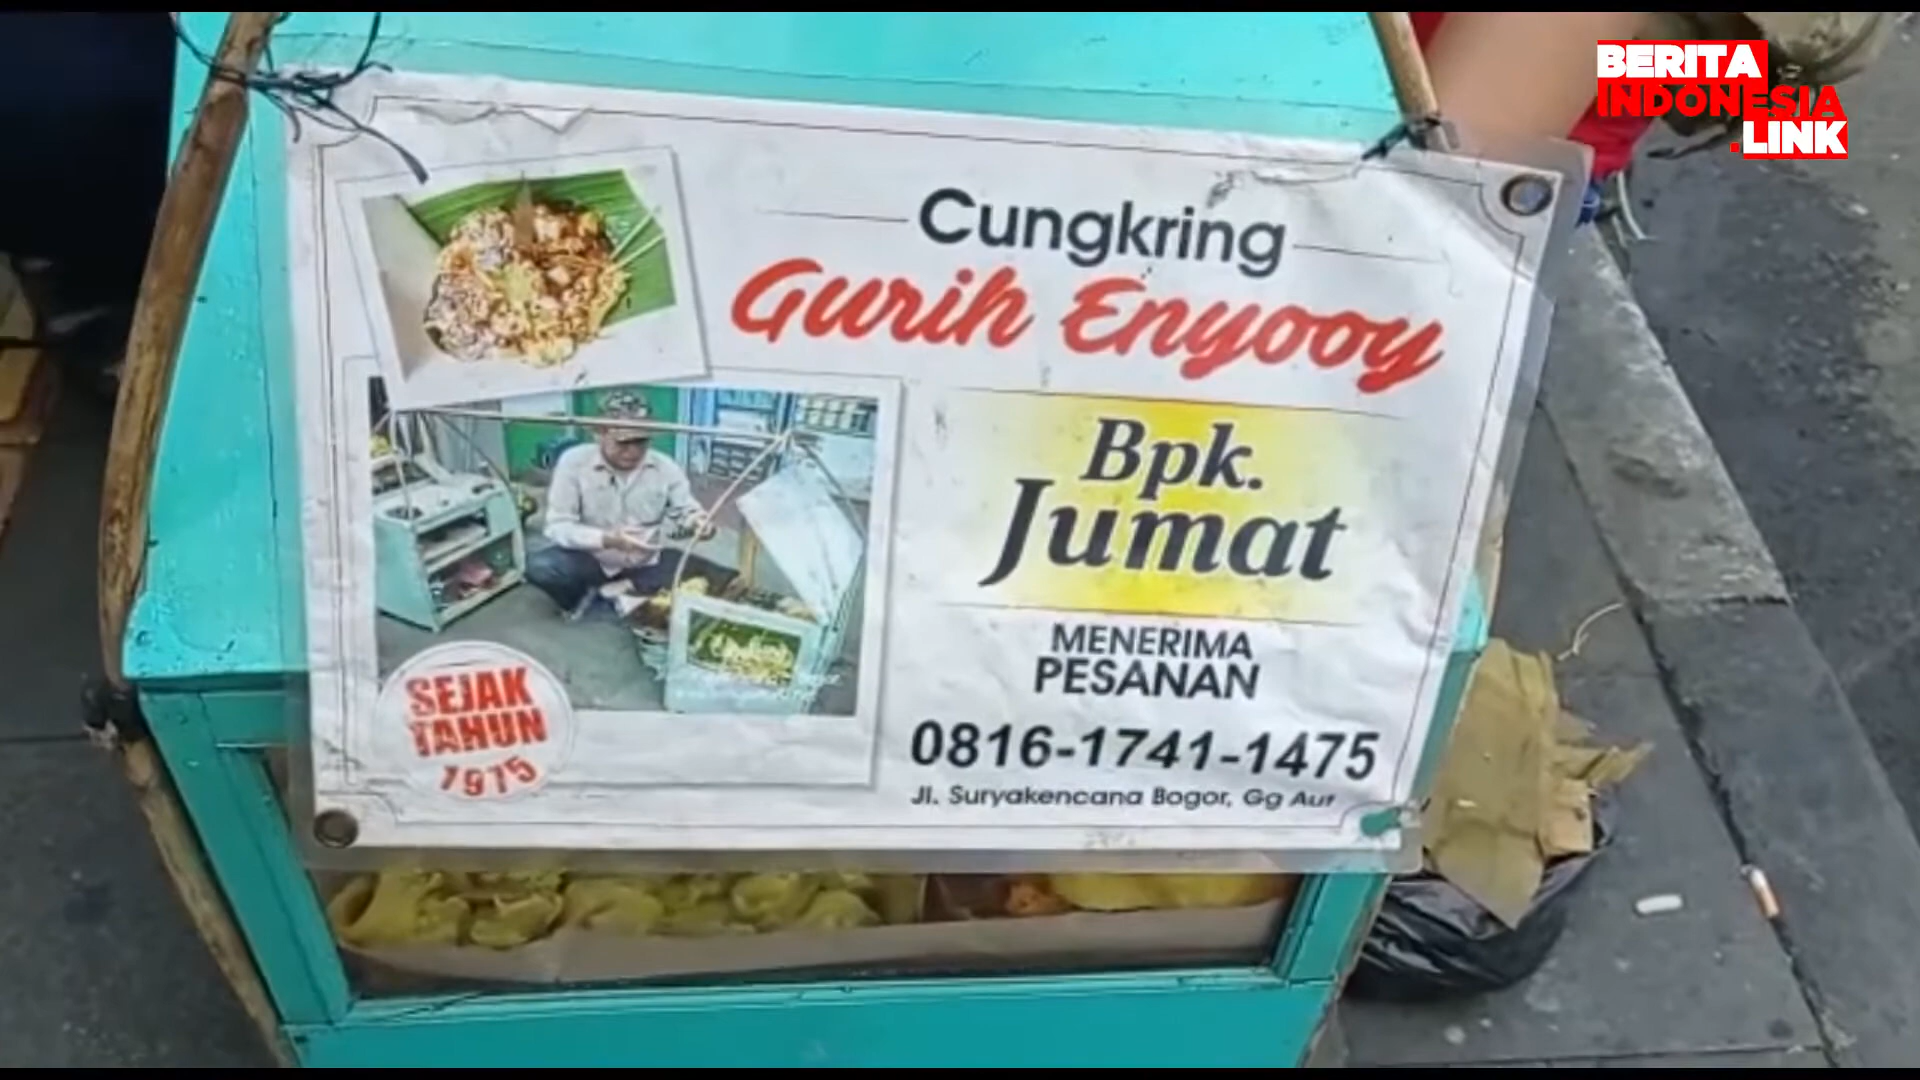 BERITA
INDONESIA
.LINK
Cungkring
Gurih Enyooy
Bpk.
Jumat
MENERIMA
PESANAN
0816-1741-1475
Jl. Suryakencana Bogor, Gg Aut
SEJAK
TAHUN
1975